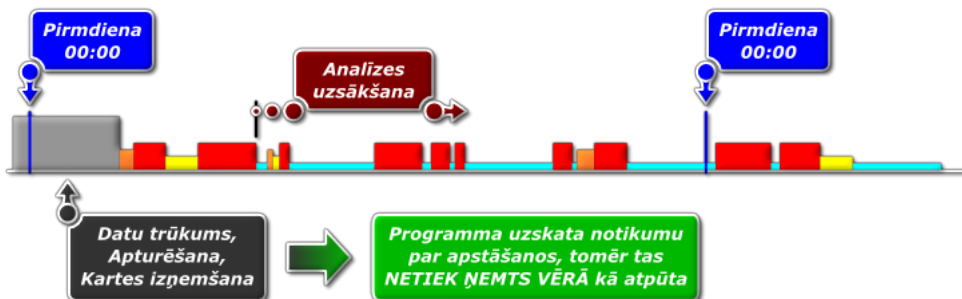 Pirmdiena
00:00
Analīzes
uzsākšana
Pirmdiena
00:00
Datu trūkums,
Apturēšana,
Kartes izņemšana
Programma uzskata notikumu
par apstāšanos, tomēr tas
NETIEK ŅEMTS VĒRĀ kā atpūta